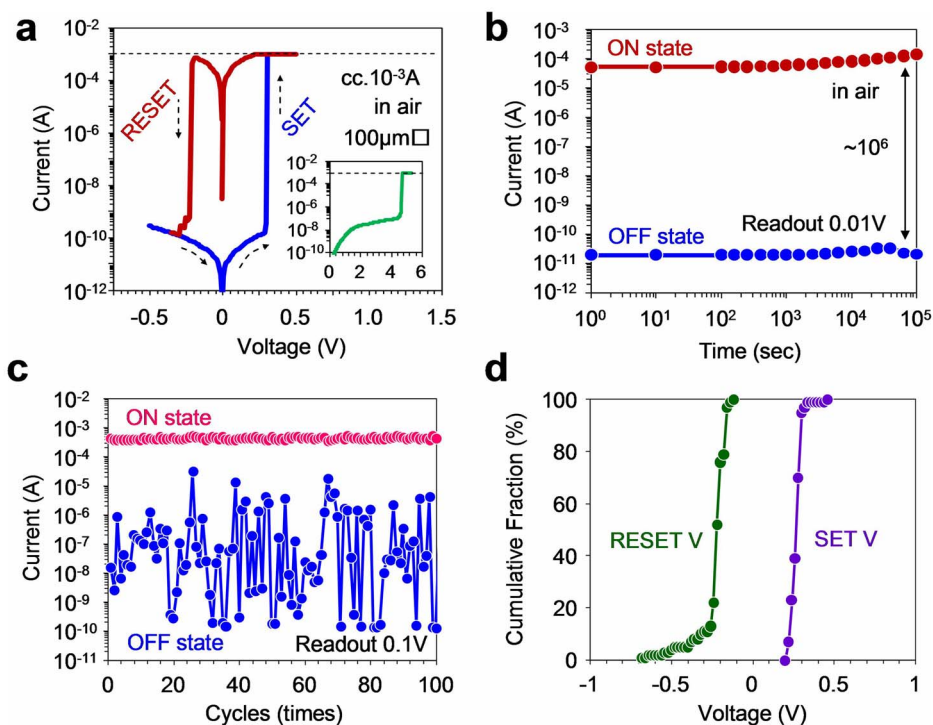 a
Current (A)
10⁻²
10⁻⁴
10⁻⁶
10⁻⁸
10⁻¹⁰
10⁻¹²
-0.5
0
0.5
1
1.5
Voltage (V)
RESET
SET
cc.10⁻³A
in air
100μm□
10⁻²
10⁻⁴
10⁻⁶
10⁻⁸
10⁻¹⁰
0 2 4 6
b
Current (A)
10⁻³
10⁻⁴
10⁻⁵
10⁻⁶
10⁻⁷
10⁻⁸
10⁻⁹
10⁻¹⁰
10⁻¹¹
10⁻¹²
ON state
in air
~10⁶
Readout 0.01V
OFF state
10⁰ 10¹ 10² 10³ 10⁴ 10⁵
Time (sec)
c
Current (A)
10⁻²
10⁻³
10⁻⁴
10⁻⁵
10⁻⁶
10⁻⁷
10⁻⁸
10⁻⁹
10⁻¹⁰
10⁻¹¹
ON state
OFF state
Readout 0.1V
0 20 40 60 80 100
Cycles (times)
d
Cumulative Fraction (%)
100
80
60
40
20
0
RESET V
SET V
-1 -0.5 0 0.5 1
Voltage (V)